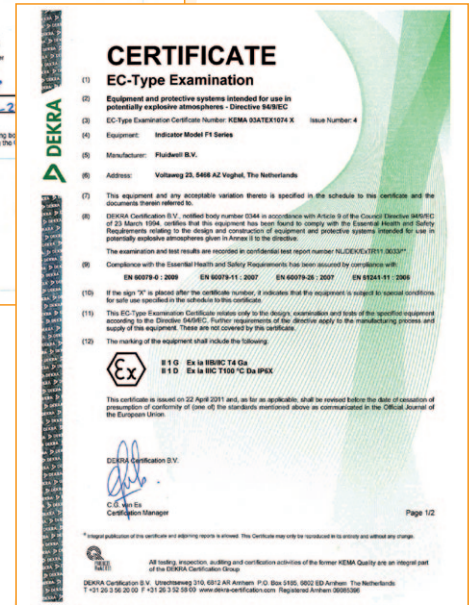 CERTIFICATE
(1) EC-Type Examination
(2) Equipment and protective systems intended for use in
potentially explosive atmospheres - Directive 94/9/EC
(3) EC-Type Examination Certificate Number: KEMA 03ATEX1074 X Issue Number: 4
(4) Equipment: Indicator Model F1 Series
(5) Manufacturer: Fluidwell B.V.
(6) Address: Voltaweg 23, 5466 AZ Veghel, The Netherlands
(7) This equipment and any acceptable variation thereto is specified in the schedule to this certificate and the
documents therein referred to.
(8) DEKRA Certification B.V., notified body number 0344 in accordance with Article 9 of the Council Directive 94/9/EC
of 23 March 1994, certifies that this equipment has been found to comply with the Essential Health and Safety
Requirements relating to the design and construction of equipment and protective systems intended for use in
potentially explosive atmospheres given in Annex II to the directive.
The examination and test results are recorded in confidential test report number
(9) Compliance with the Essential Health and Safety Requirements has been assured by compliance with:
EN 60079-0 : 2009 EN 60079-11 : 2007 EN 60079-26 : 2007 EN 61241-11 : 2006
(10) If the sign "X" is placed after the certificate number, it indicates that the equipment is subject to special conditions
for safe use specified in the schedule to this certificate.
(11) This EC-Type Examination Certificate relates only to the design, examination and tests of the specified equipment
according to the Directive 94/9/EC. Further requirements of the directive apply to the manufacturing process and
supply of this equipment. These are not covered by this certificate.
(12) The marking of the equipment shall include the following:
II 1 G Ex ia IIB/IIC T4 Ga
II 1 D Ex ia IIIC T100 °C Da IP6X
This certificate is issued on 22 April 2011 and, as far as applicable, shall be revised before the date of cessation of
presumption of conformity of (one of) the standards mentioned above as communicated in the Official Journal of
the European Union.
DEKRA Certification B.V.
C.G. van Es
Certification Manager
Page 1/2
* Integral publication of this certificate and adjoining reports is allowed. This Certificate may only be reproduced in its entirety and without any change.
All testing, inspection, auditing and certification activities of the former KEMA Quality are an integral part
of the DEKRA Certification Group
DEKRA Certification B.V. Utrechtseweg 310, 6812 AR Arnhem P.O. Box 5185, 6802 ED Arnhem The Netherlands
T +31 26 3 56 20 00 F +31 26 3 52 58 00 www.dekra-certification.com Registered Arnhem 09085396
DEKRA